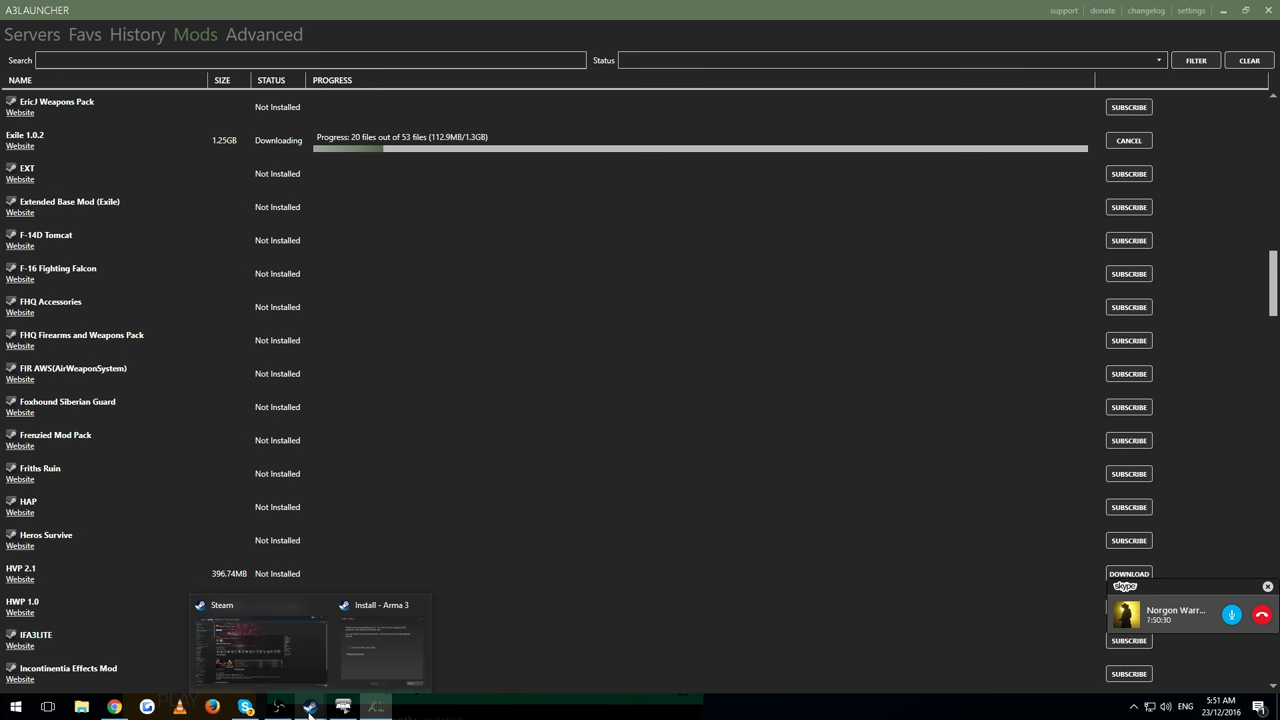 A3LAUNCHER
support donate changelog settings
Servers Favs History Mods Advanced
Search Status FILTER CLEAR
NAME SIZE STATUS PROGRESS
EricJ Weapons Pack
Website
Not Installed SUBSCRIBE
Exile 1.0.2
Website
1.25GB Downloading Progress: 20 files out of 53 files (112.9MB/1.3GB) CANCEL
EXT
Website
Not Installed SUBSCRIBE
Extended Base Mod (Exile)
Website
Not Installed SUBSCRIBE
F-14D Tomcat
Website
Not Installed SUBSCRIBE
F-16 Fighting Falcon
Website
Not Installed SUBSCRIBE
FHQ Accessories
Website
Not Installed SUBSCRIBE
FHQ Firearms and Weapons Pack
Website
Not Installed SUBSCRIBE
FIR AWS(AirWeaponSystem)
Website
Not Installed SUBSCRIBE
Foxhound Siberian Guard
Website
Not Installed SUBSCRIBE
Frenzied Mod Pack
Website
Not Installed SUBSCRIBE
Friths Ruin
Website
Not Installed SUBSCRIBE
HAP
Website
Not Installed SUBSCRIBE
Heros Survive
Website
Not Installed SUBSCRIBE
HVP 2.1
Website
396.74MB Not Installed DOWNLOAD
HWP 1.0
Website
IFA3LITE
Website
SUBSCRIBE
Incontinentia Effects Mod
Website
SUBSCRIBE
Steam Install - Arma 3
skype
Norgon Warr...
7:50:30
PLAY
ENG
5:51 AM
23/12/2016